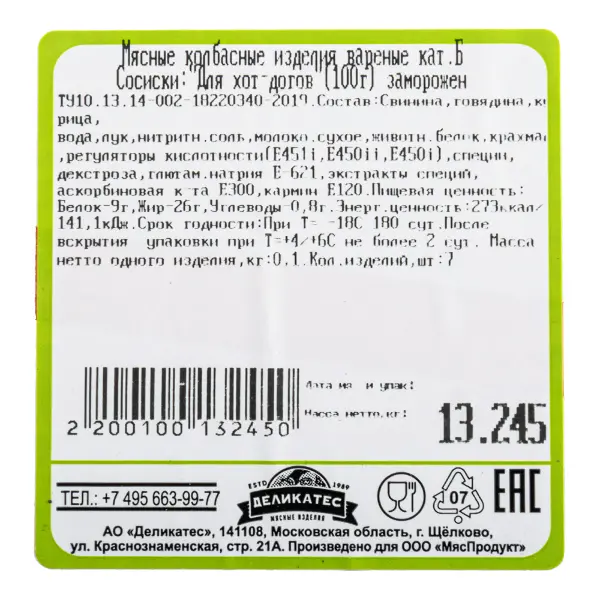 Мясные колбасные изделия вареные кат.Б
Сосиски:"Для хот-догов"(100г) заморожен
ТУ10.13.14-002-18220340-2019.Состав:Свинина,говядина,ку
рица,
вода,лук,нитритн.соль,молоко.сухое,животн.белок,крахмал
,регуляторы кислотности(Е451i,Е450ii,Е450i),специи,
декстроза,глютам.натрия Е-621,экстракты специй,
аскорбиновая к-та Е300,кармин Е120.Пищевая ценность:
Белок-9г,Жир-26г,Углеводы-0,8г.Энерг.ценность:273ккал/
141,1кДж.Срок годности:При Т= -18С 180 сут.После
вскрытия упаковки при Т=+4/+6С не более 2 сут. Масса
нетто одного изделия,кг:0,1.Кол.изделий,шт:7
Дата из и упак:
Масса нетто,кг:
13.245
2 200100 132450
ТЕЛ.: +7 495 663-99-77
ESTD 1989
ДЕЛИКАТЕС
МЯСНЫЕ ИЗДЕЛИЯ
07
ЕАС
АО «Деликатес», 141108, Московская область, г. Щёлково,
ул. Краснознаменская, стр. 21А. Произведено для ООО «МясПродукт»